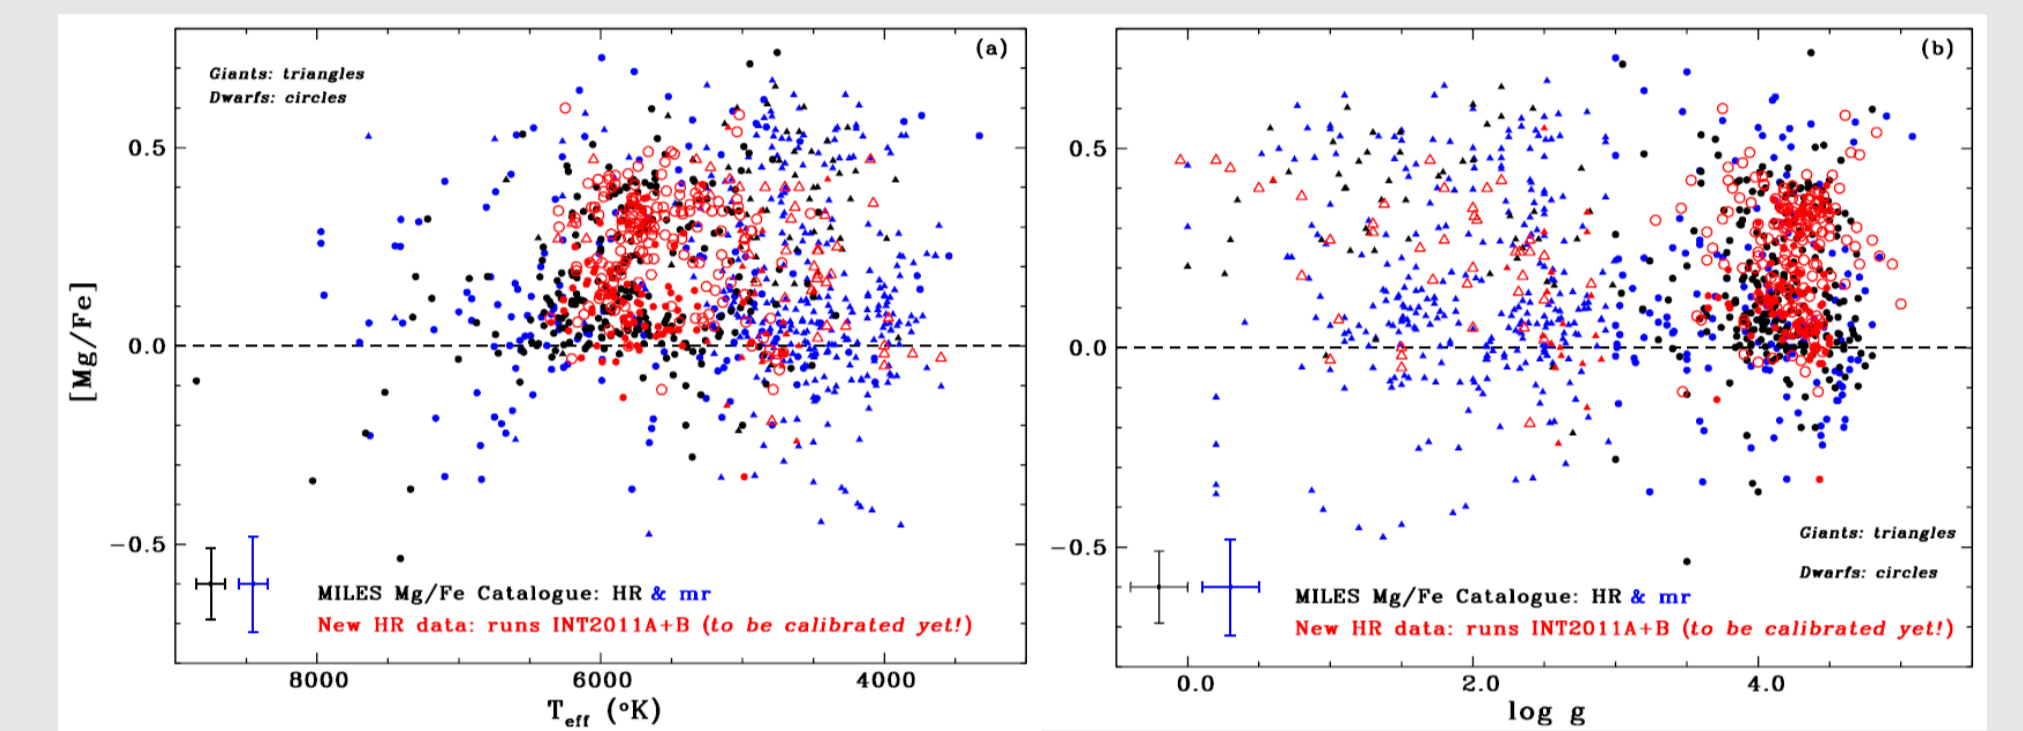 (a)
Giants: triangles
Dwarfs: circles
0.5
0.0
−0.5
[Mg/Fe]
MILES Mg/Fe Catalogue: HR & mr
New HR data: runs INT2011A+B (to be calibrated yet!)
8000 6000 4000
Teff (°K)
(b)
0.5
0.0
−0.5
Giants: triangles
Dwarfs: circles
MILES Mg/Fe Catalogue: HR & mr
New HR data: runs INT2011A+B (to be calibrated yet!)
0.0 2.0 4.0
log g